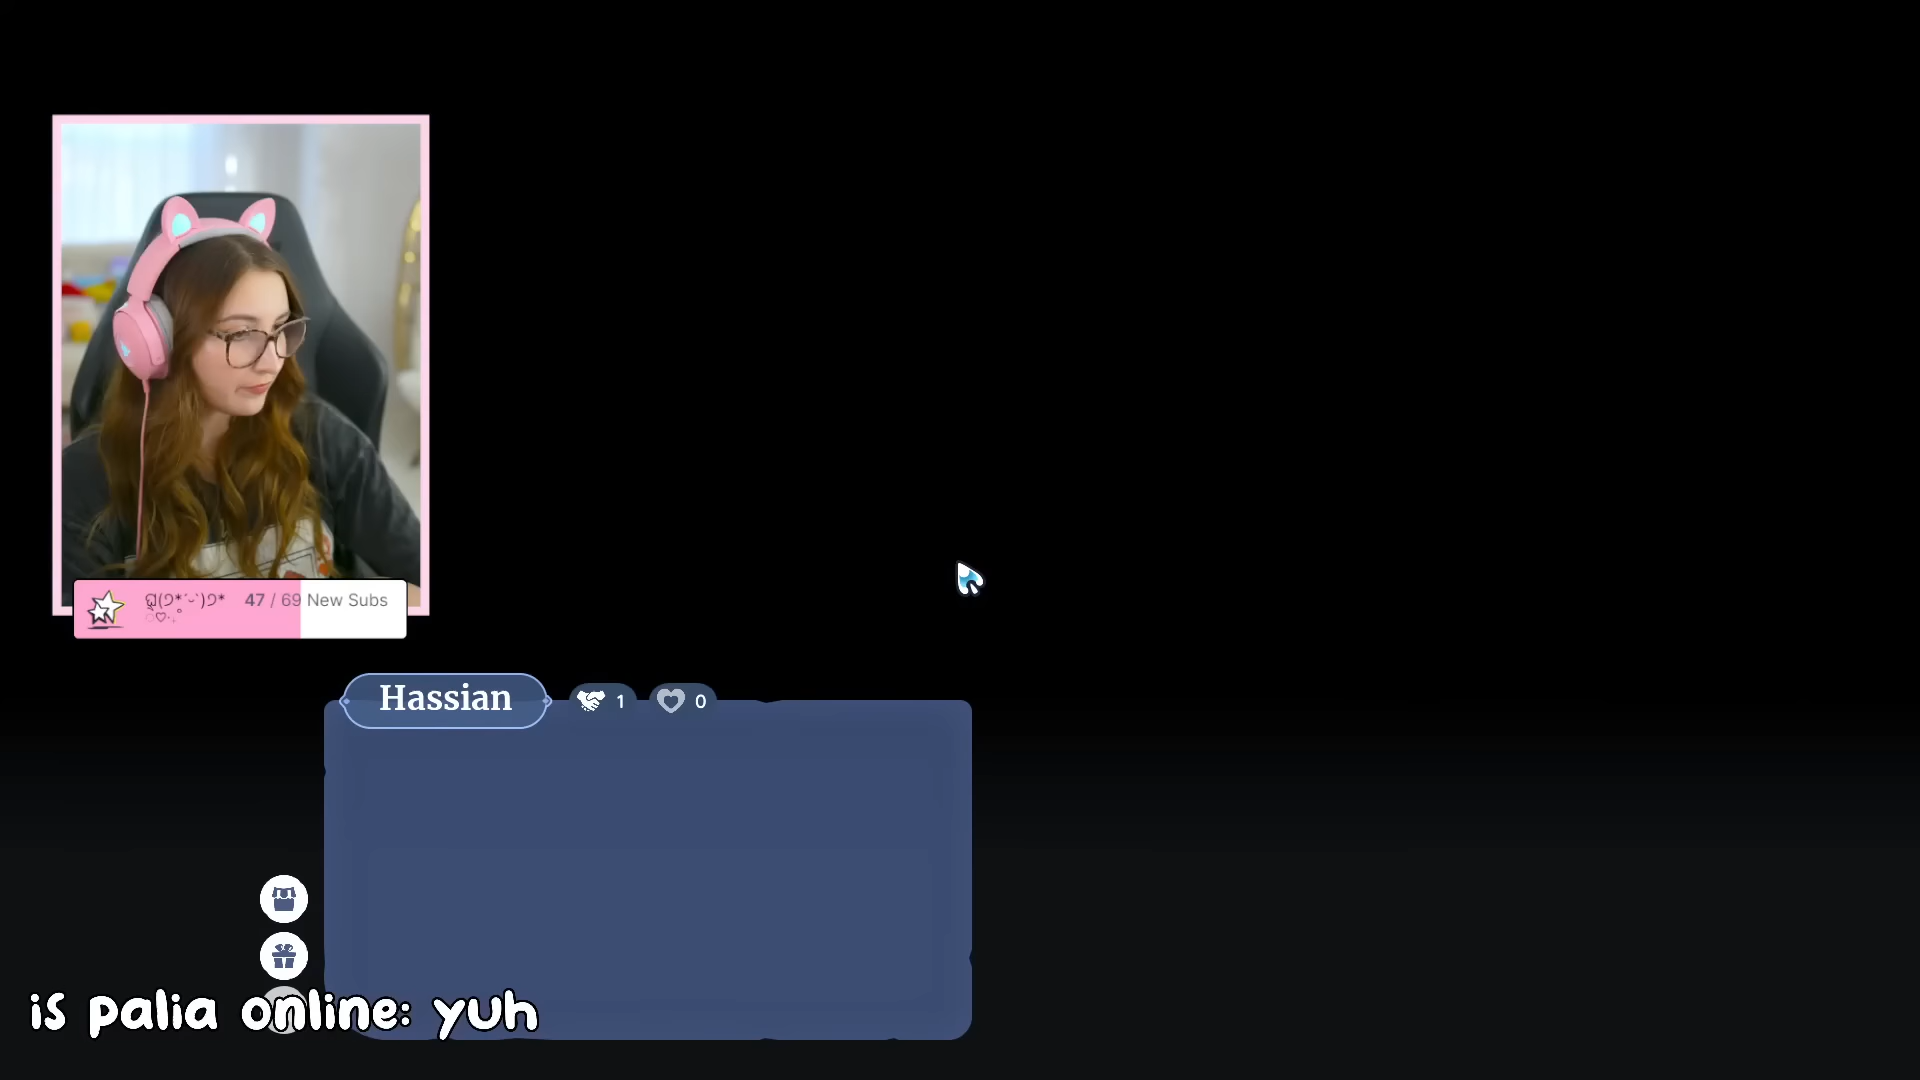 47 / 69 New Subs
Hassian
1
0
is palia online: yuh